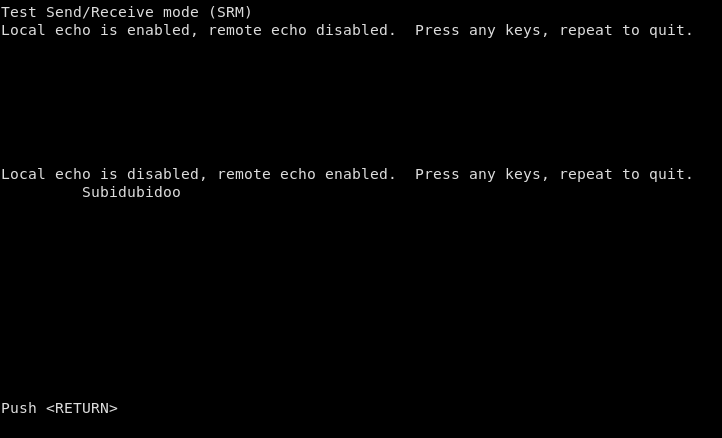 Test Send/Receive mode (SRM)
Local echo is enabled, remote echo disabled.  Press any keys, repeat to quit.
Local echo is disabled, remote echo enabled.  Press any keys, repeat to quit.
Subidubidoo
Push <RETURN>